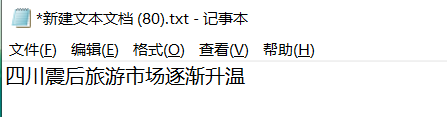 *新建文本文档 (80).txt - 记事本
文件(F) 编辑(E) 格式(O) 查看(V) 帮助(H)
四川震后旅游市场逐渐升温